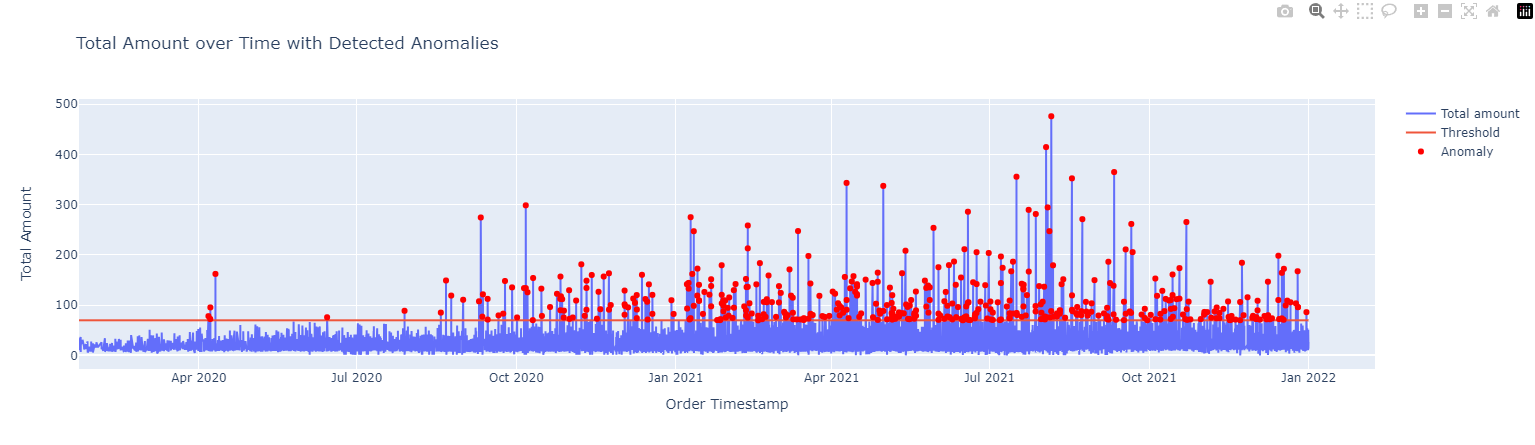 Total Amount over Time with Detected Anomalies
500
400
300
200
100
0
Total Amount
Apr 2020
Jul 2020
Oct 2020
Jan 2021
Apr 2021
Jul 2021
Oct 2021
Jan 2022
Order Timestamp
Total amount
Threshold
Anomaly